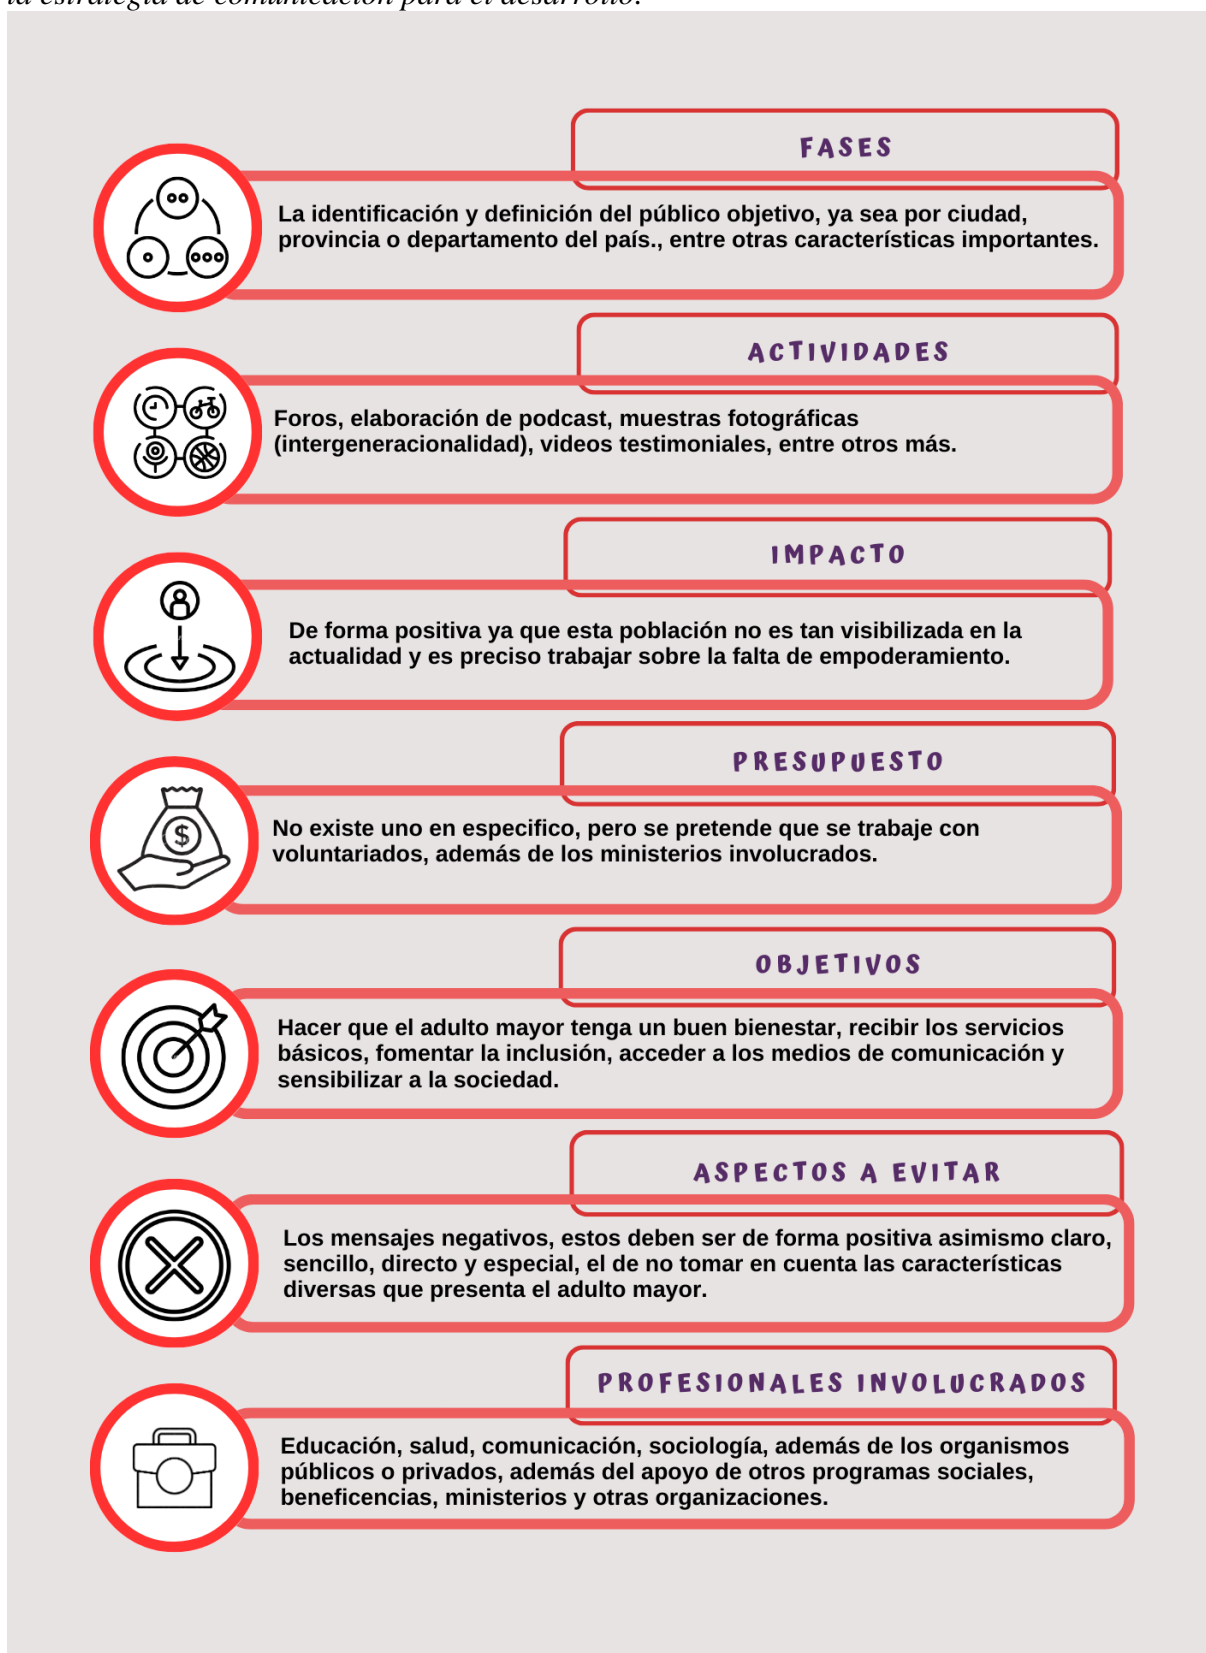 la estrategia de comunicación para el desarrollo.
FASES
La identificación y definición del público objetivo, ya sea por ciudad,
provincia o departamento del país., entre otras características importantes.
ACTIVIDADES
Foros, elaboración de podcast, muestras fotográficas
(intergeneracionalidad), videos testimoniales, entre otros más.
IMPACTO
De forma positiva ya que esta población no es tan visibilizada en la
actualidad y es preciso trabajar sobre la falta de empoderamiento.
PRESUPUESTO
No existe uno en especifico, pero se pretende que se trabaje con
voluntariados, además de los ministerios involucrados.
OBJETIVOS
Hacer que el adulto mayor tenga un buen bienestar, recibir los servicios
básicos, fomentar la inclusión, acceder a los medios de comunicación y
sensibilizar a la sociedad.
ASPECTOS A EVITAR
Los mensajes negativos, estos deben ser de forma positiva asimismo claro,
sencillo, directo y especial, el de no tomar en cuenta las características
diversas que presenta el adulto mayor.
PROFESIONALES INVOLUCRADOS
Educación, salud, comunicación, sociología, además de los organismos
públicos o privados, además del apoyo de otros programas sociales,
beneficencias, ministerios y otras organizaciones.